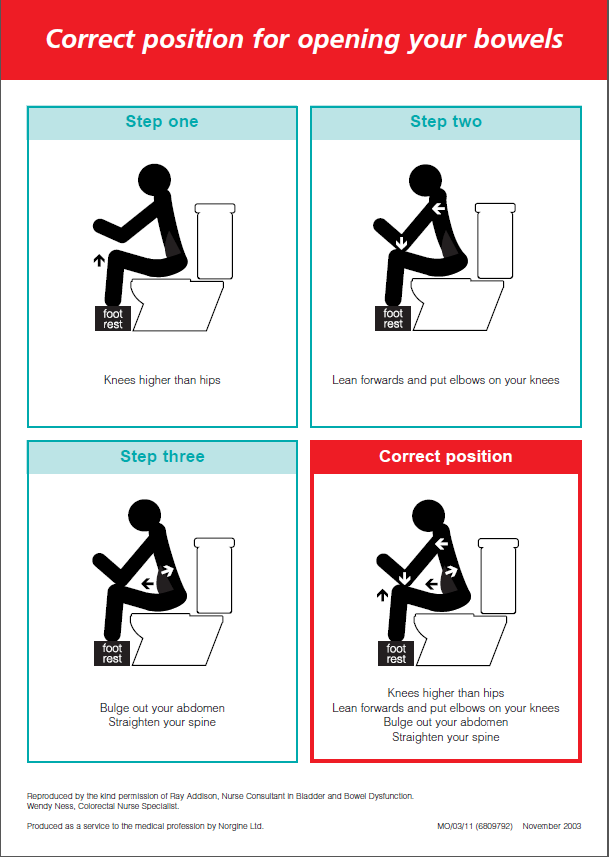 Correct position for opening your bowels
Step one
foot
rest
Knees higher than hips
Step two
foot
rest
Lean forwards and put elbows on your knees
Step three
foot
rest
Bulge out your abdomen
Straighten your spine
Correct position
foot
rest
Knees higher than hips
Lean forwards and put elbows on your knees
Bulge out your abdomen
Straighten your spine
Reproduced by the kind permission of Ray Addison, Nurse Consultant in Bladder and Bowel Dysfunction.
Wendy Ness, Colorectal Nurse Specialist.
Produced as a service to the medical profession by Norgine Ltd.
MO/03/11 (6809792) November 2003